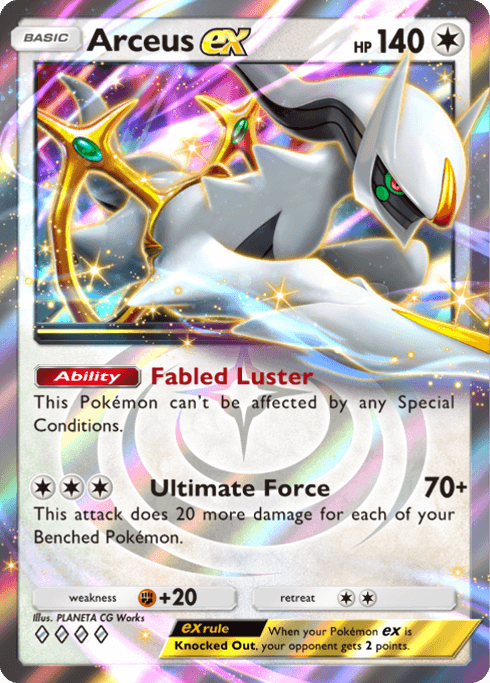 BASIC Arceus ex HP 140
Ability Fabled Luster
This Pokémon can't be affected by any Special
Conditions.
Ultimate Force 70+
This attack does 20 more damage for each of your
Benched Pokémon.
weakness +20 retreat
Illus. PLANETA CG Works
ex rule When your Pokémon ex is
Knocked Out, your opponent gets 2 points.